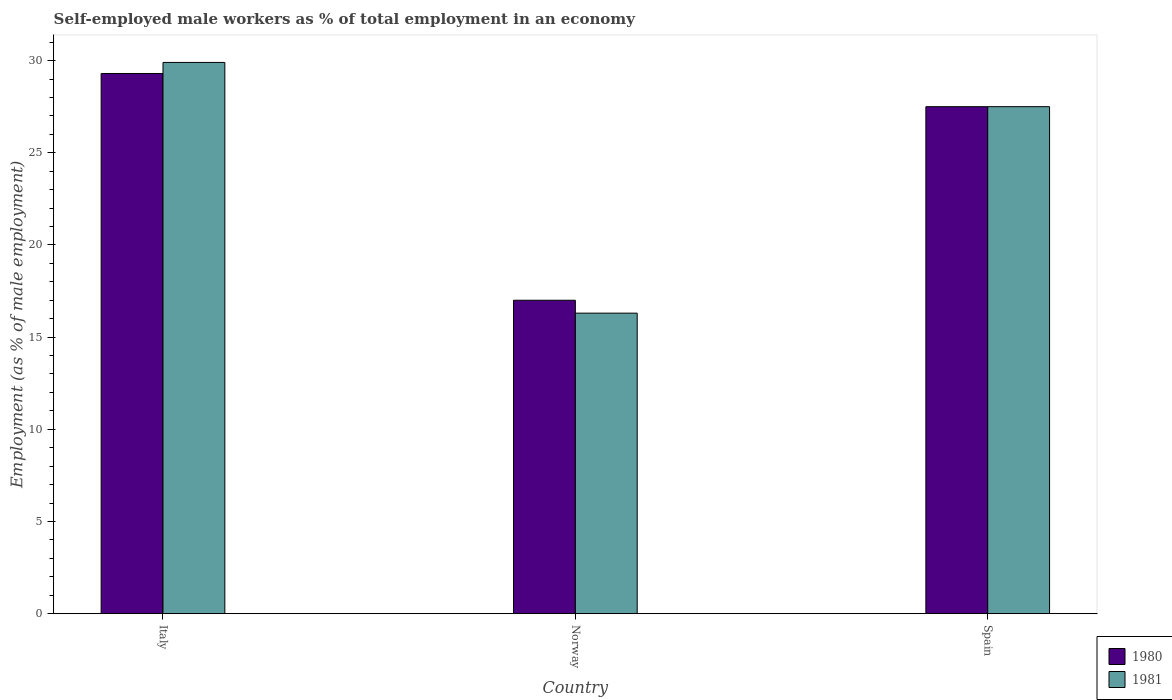 Self-employed male workers as % of total employment in an economy
Employment (as % of male employment)
30
25
20
15
10
5
0
Italy
Norway
Spain
Country
1980
1981